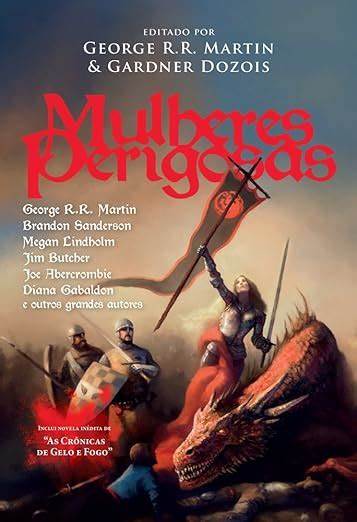 EDITADO POR
GEORGE R.R. MARTIN
& GARDNER DOZOIS
Mulheres
Perigosas
George R.R. Martin
Brandon Sanderson
Megan Lindholm
Jim Butcher
Joe Abercrombie
Diana Gabaldon
e outros grandes autores
INCLUI NOVELA INÉDITA DE
"AS CRÔNICAS
DE GELO E FOGO"